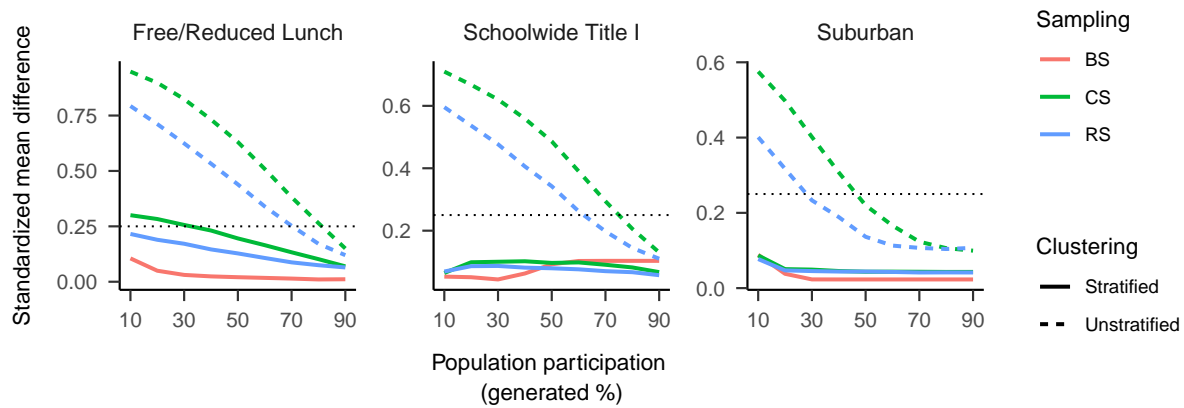 Free/Reduced Lunch
Schoolwide Title I
Suburban
Standardized mean difference
0.75
0.50
0.25
0.00
10 30 50 70 90
0.6
0.4
0.2
10 30 50 70 90
0.6
0.4
0.2
0.0
10 30 50 70 90
Population participation
(generated %)
Sampling
BS
CS
RS
Clustering
Stratified
Unstratified